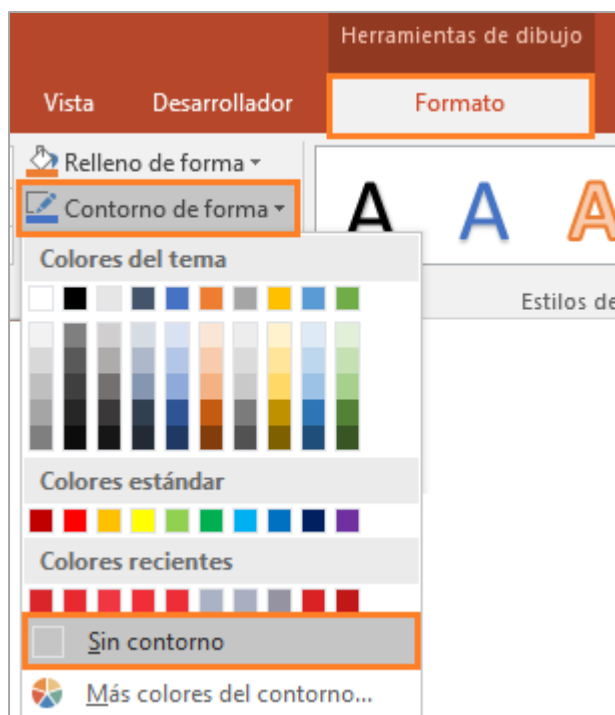 Herramientas de dibujo
Vista Desarrollador Formato
Relleno de forma
Contorno de forma
A A A
Colores del tema
Estilos de
Colores estándar
Colores recientes
Sin contorno
Más colores del contorno...